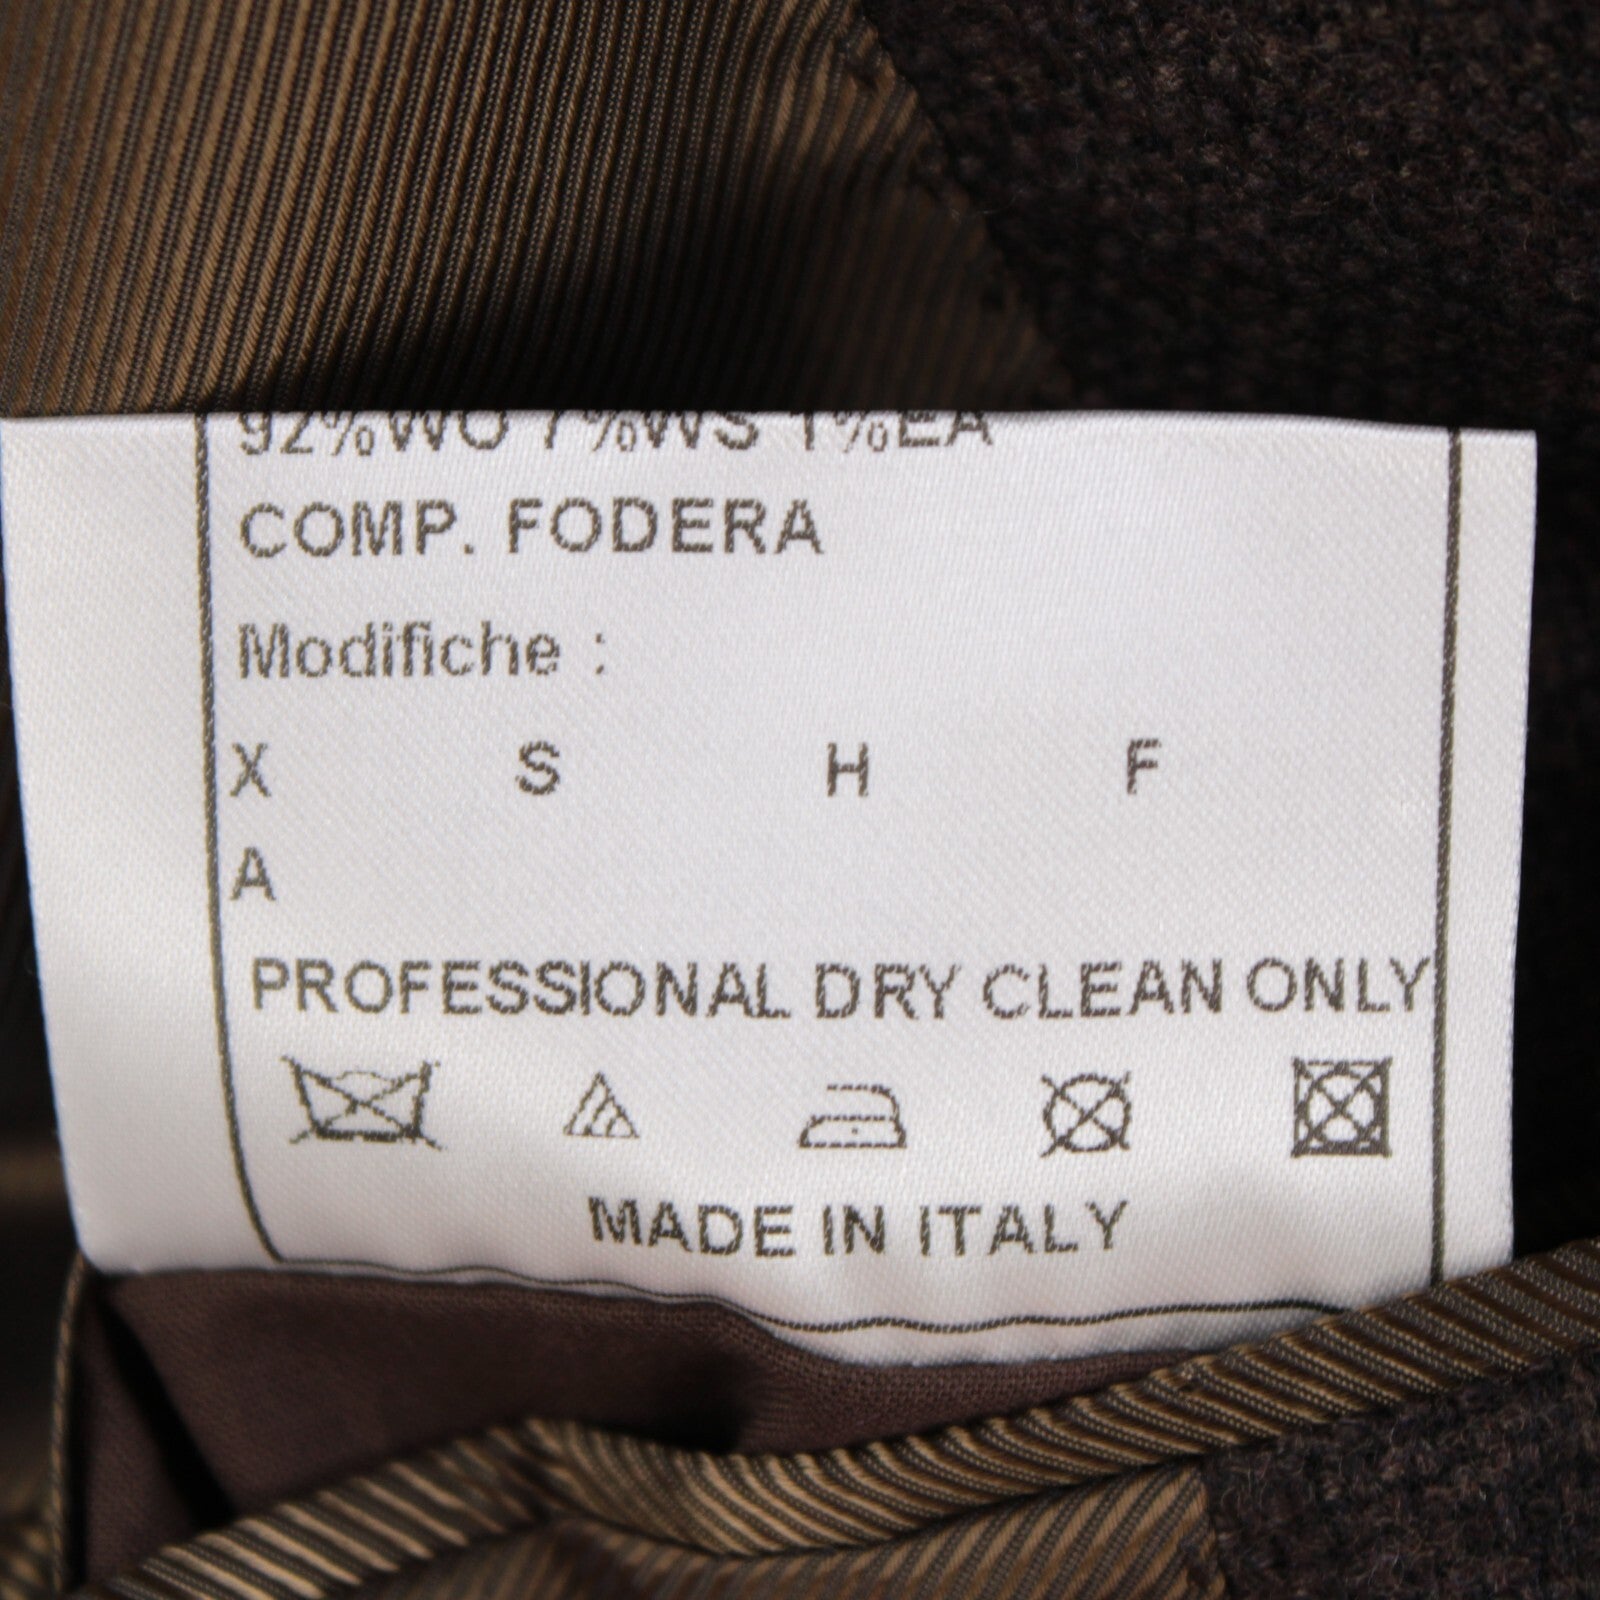 92%WO 7%WS 1%EA
COMP. FODERA
Modifiche :
X S H F
A
PROFESSIONAL DRY CLEAN ONLY
MADE IN ITALY